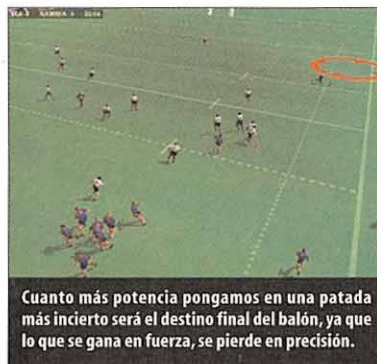 Cuanto más potencia pongamos en una patada
más incierto será el destino final del balón, ya que
lo que se gana en fuerza, se pierde en precisión.